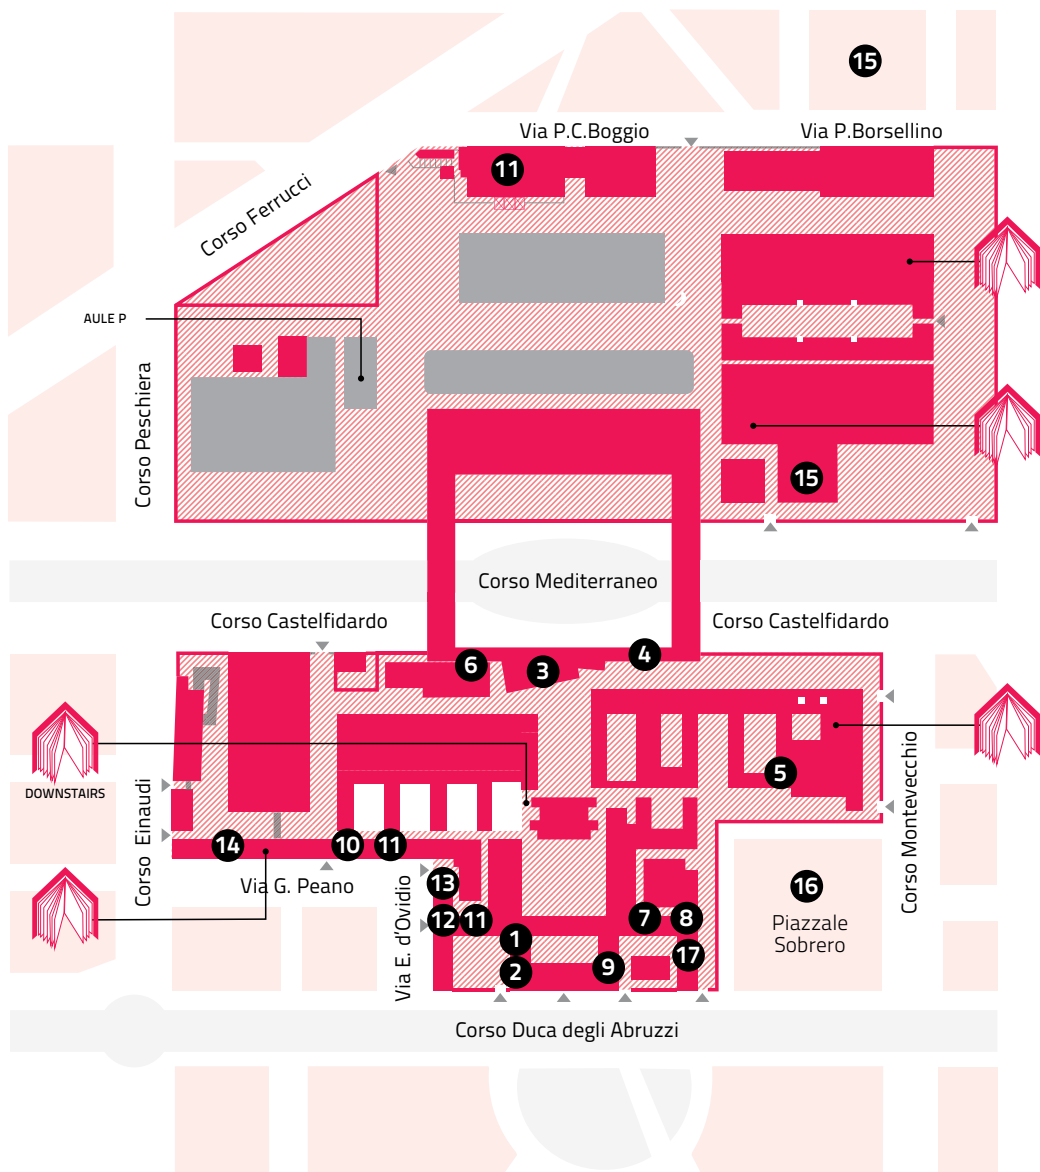 15
Via P.C.Boggio
Via P.Borsellino
11
Corso Ferrucci
AULE P
Corso Peschiera
15
Corso Mediterraneo
Corso Castelfidardo
Corso Castelfidardo
6
3
4
5
DOWNSTAIRS
Corso Einaudi
Corso Montevecchio
14
10
11
Via G. Peano
13
16
12
11
7
8
Piazzale
Sobrero
Via E. d'Ovidio
1
17
2
9
Corso Duca degli Abruzzi